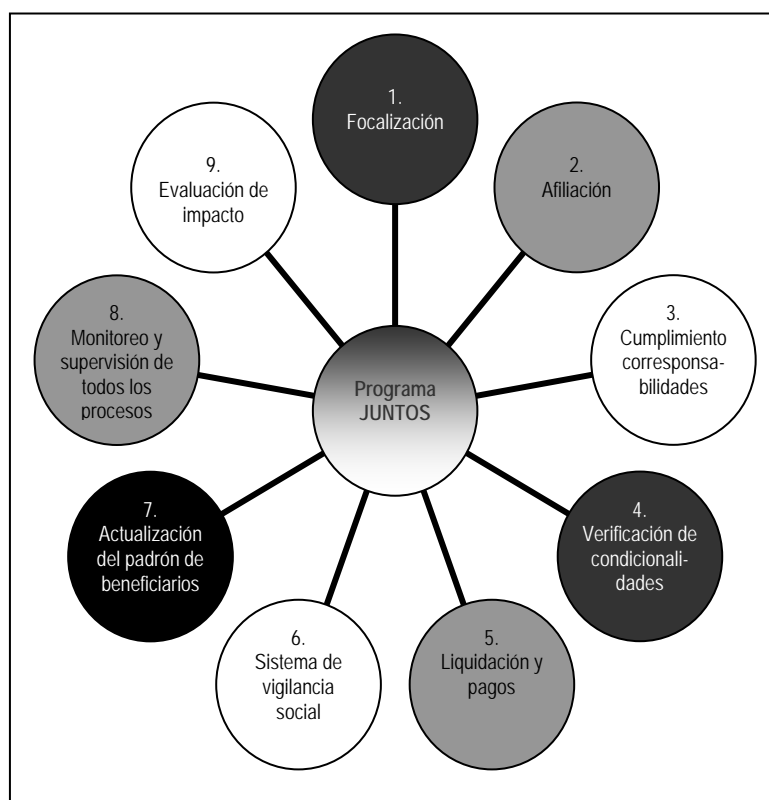 1.
Focalización
2.
Afiliación
3.
Cumplimiento
corresponsa-
bilidades
4.
Verificación de
condicionali-
dades
5.
Liquidación y
pagos
6.
Sistema de
vigilancia
social
7.
Actualización
del padrón de
beneficiarios
8.
Monitoreo y
supervisión de
todos los
procesos
9.
Evaluación de
impacto
Programa
JUNTOS